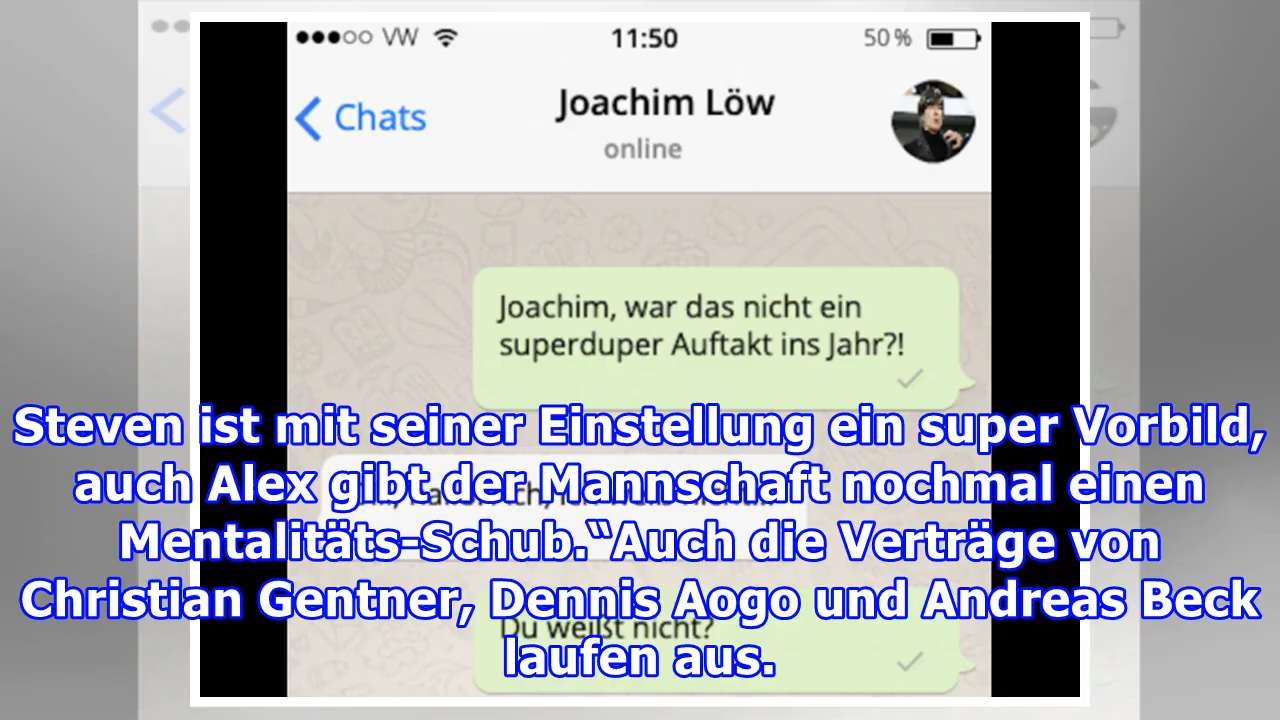 VW 11:50 50 %
Chats Joachim Löw
online
Joachim, war das nicht ein
superduper Auftakt ins Jahr?!
Steven ist mit seiner Einstellung ein super Vorbild,
auch Alex gibt der Mannschaft nochmal einen
Mentalitäts-Schub.“Auch die Verträge von
Christian Gentner, Dennis Aogo und Andreas Beck
laufen aus.
Du weißt nicht?